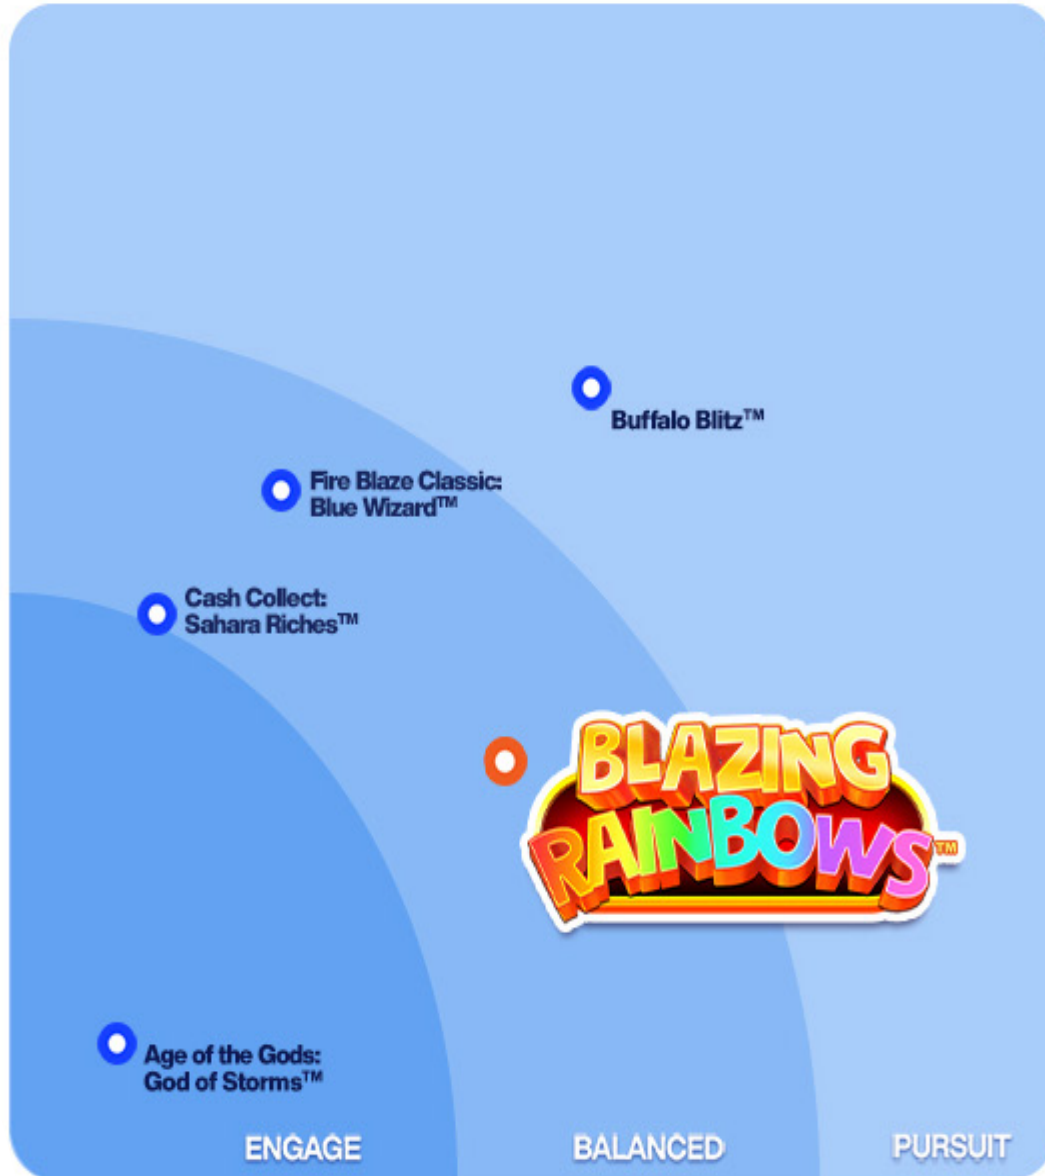 Buffalo Blitz™
Fire Blaze Classic:
Blue Wizard™
Cash Collect:
Sahara Riches™
BLAZING
RAINBOWS™
Age of the Gods:
God of Storms™
ENGAGE BALANCED PURSUIT